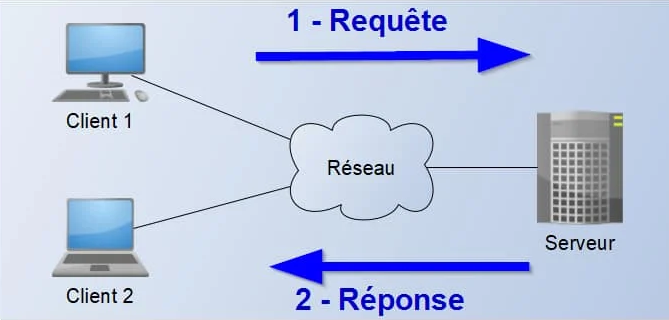 1 - Requête
Client 1
Réseau
Serveur
Client 2
2 - Réponse